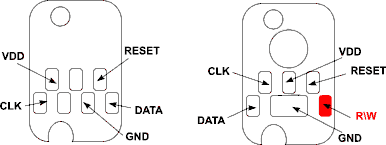 VDD
RESET
CLK
DATA
GND
VDD
CLK
RESET
DATA
R\W
GND